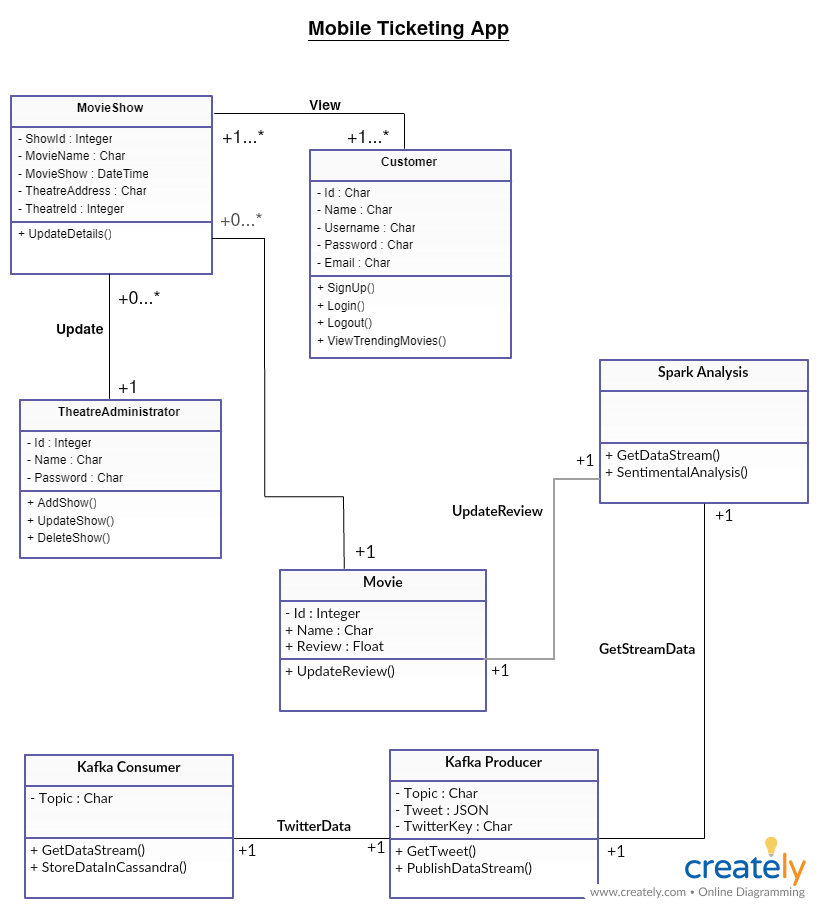 Mobile Ticketing App
MovieShow
- ShowId : Integer
- MovieName : Char
- MovieShow : DateTime
- TheatreAddress : Char
- TheatreId : Integer
+ UpdateDetails()
View
+1...*
+1...*
Customer
- Id : Char
- Name : Char
- Username : Char
- Password : Char
- Email : Char
+ SignUp()
+ Login()
+ Logout()
+ ViewTrendingMovies()
+0...*
+0...*
Update
+1
TheatreAdministrator
- Id : Integer
- Name : Char
- Password : Char
+ AddShow()
+ UpdateShow()
+ DeleteShow()
Spark Analysis
+ GetDataStream()
+ SentimentalAnalysis()
+1
+1
UpdateReview
+1
Movie
- Id : Integer
+ Name : Char
+ Review : Float
+ UpdateReview()
+1
GetStreamData
Kafka Consumer
- Topic : Char
+ GetDataStream()
+ StoreDataInCassandra()
TwitterData
+1
+1
Kafka Producer
- Topic : Char
- Tweet : JSON
- TwitterKey : Char
+ GetTweet()
+ PublishDataStream()
+1
creately
www.creately.com • Online Diagramming